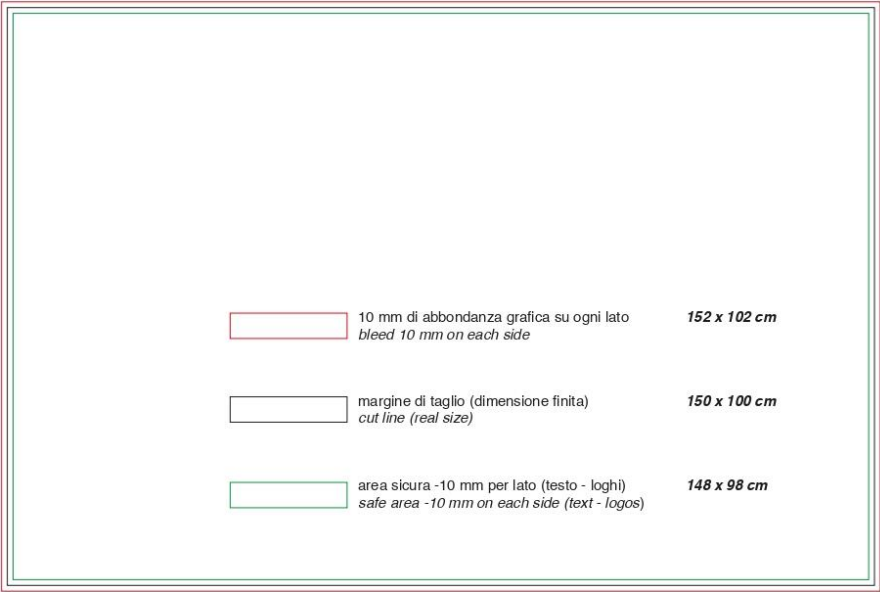 10 mm di abbondanza grafica su ogni lato 152 x 102 cm
bleed 10 mm on each side
margine di taglio (dimensione finita) 150 x 100 cm
cut line (real size)
area sicura -10 mm per lato (testo - loghi) 148 x 98 cm
safe area -10 mm on each side (text - logos)